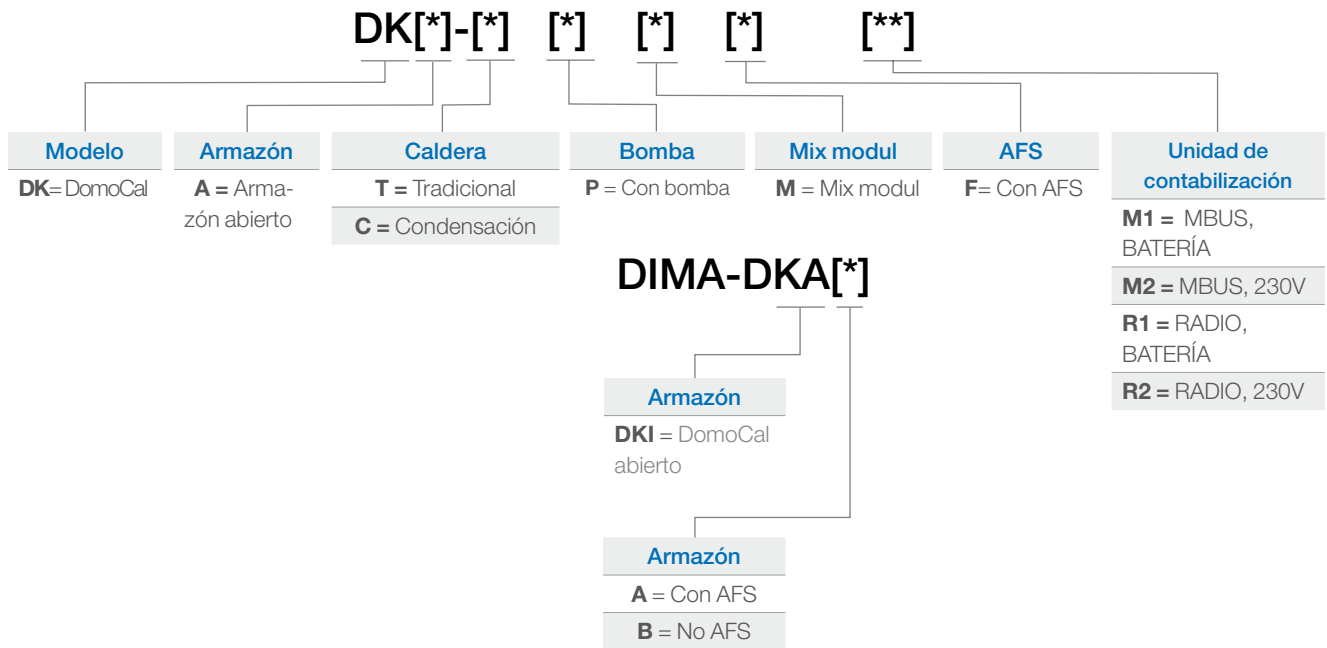 DK[*]-[*] [*] [*] [*] [**]
Modelo
DK= DomoCal
Armazón
A = Arma-
zón abierto
Caldera
T = Tradicional
C = Condensación
Bomba
P = Con bomba
Mix modul
M = Mix modul
AFS
F= Con AFS
Unidad de
contabilización
M1 = MBUS,
BATERÍA
M2 = MBUS, 230V
R1 = RADIO,
BATERÍA
R2 = RADIO, 230V
DIMA-DKA[*]
Armazón
DKI = DomoCal
abierto
Armazón
A = Con AFS
B = No AFS